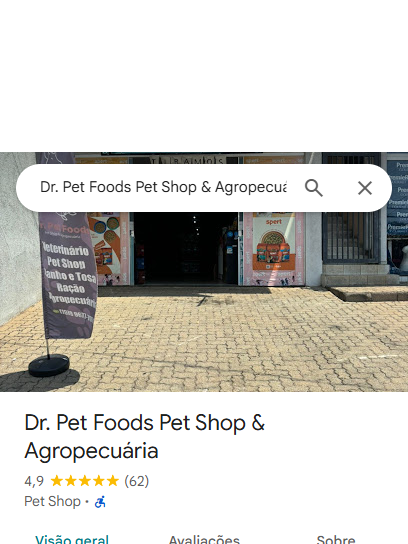 Dr. Pet Foods Pet Shop & Agropecuá
spert
Veterinário
Pet Shop
Banho e Tosa
Ração
Agropecuária
Dr. Pet Foods Pet Shop &
Agropecuária
4,9 ★★★★★ (62)
Pet Shop •
Visão geral Avaliações Sobre